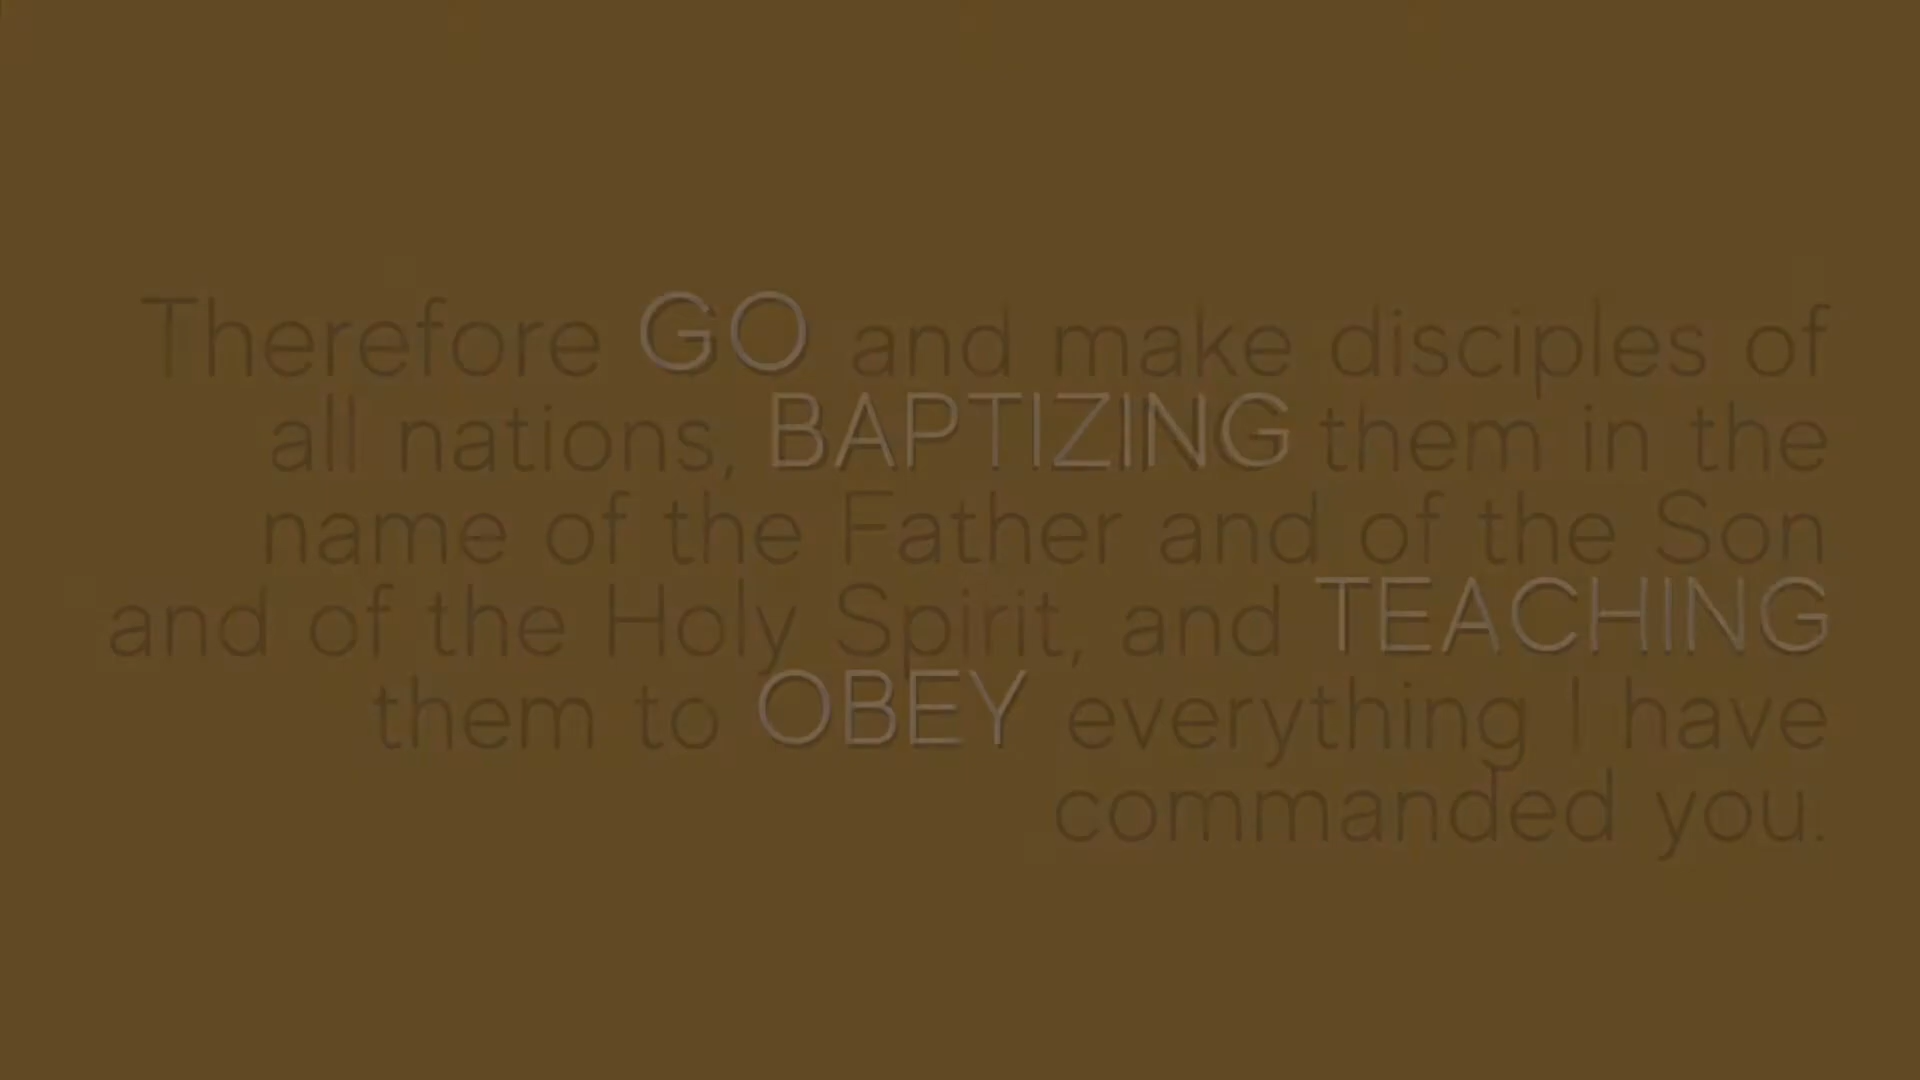 Therefore GO and make disciples of
all nations, BAPTIZING them in the
name of the Father and of the Son
and of the Holy Spirit, and TEACHING
them to OBEY everything I have
commanded you.